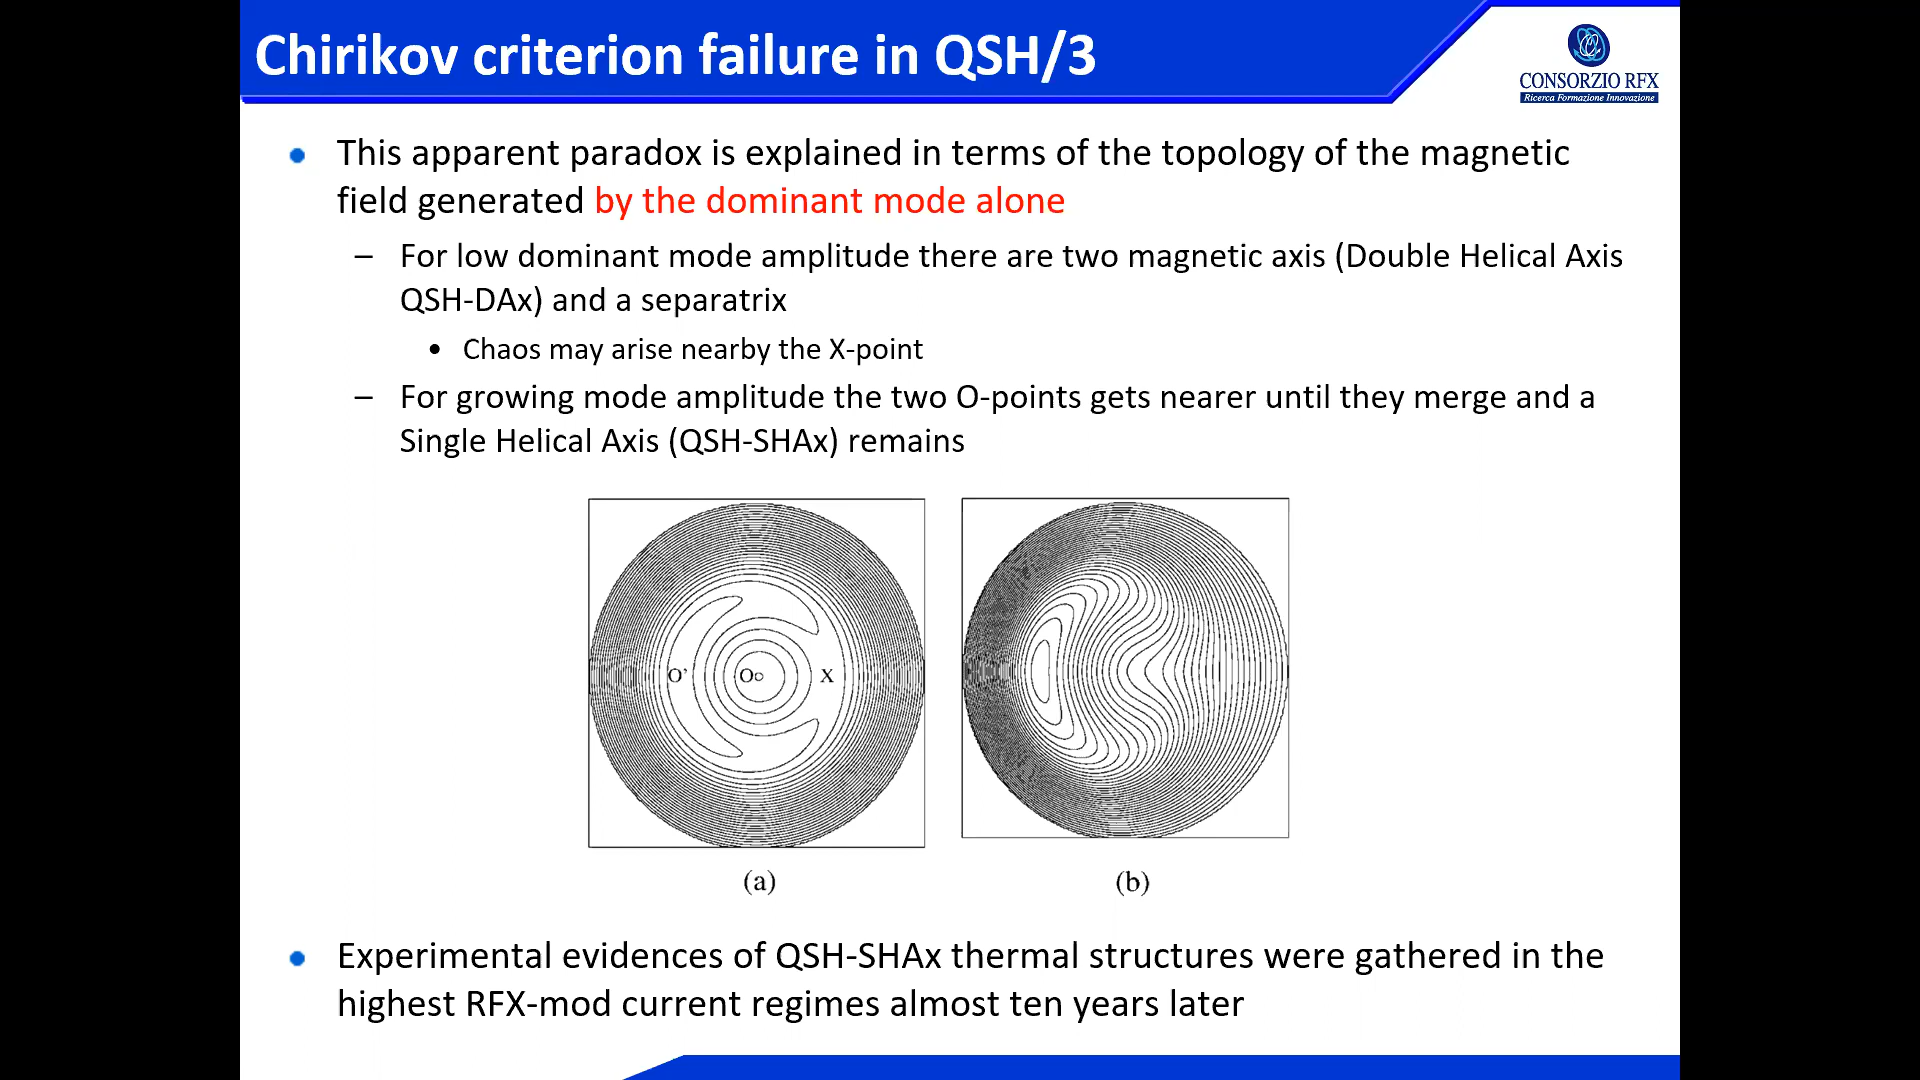 Chirikov criterion failure in QSH/3
CONSORZIO RFX
Ricerca Formazione Innovazione
This apparent paradox is explained in terms of the topology of the magnetic
field generated by the dominant mode alone
– For low dominant mode amplitude there are two magnetic axis (Double Helical Axis
QSH-DAx) and a separatrix
• Chaos may arise nearby the X-point
– For growing mode amplitude the two O-points gets nearer until they merge and a
Single Helical Axis (QSH-SHAx) remains
O' O X
(a)
(b)
Experimental evidences of QSH-SHAx thermal structures were gathered in the
highest RFX-mod current regimes almost ten years later